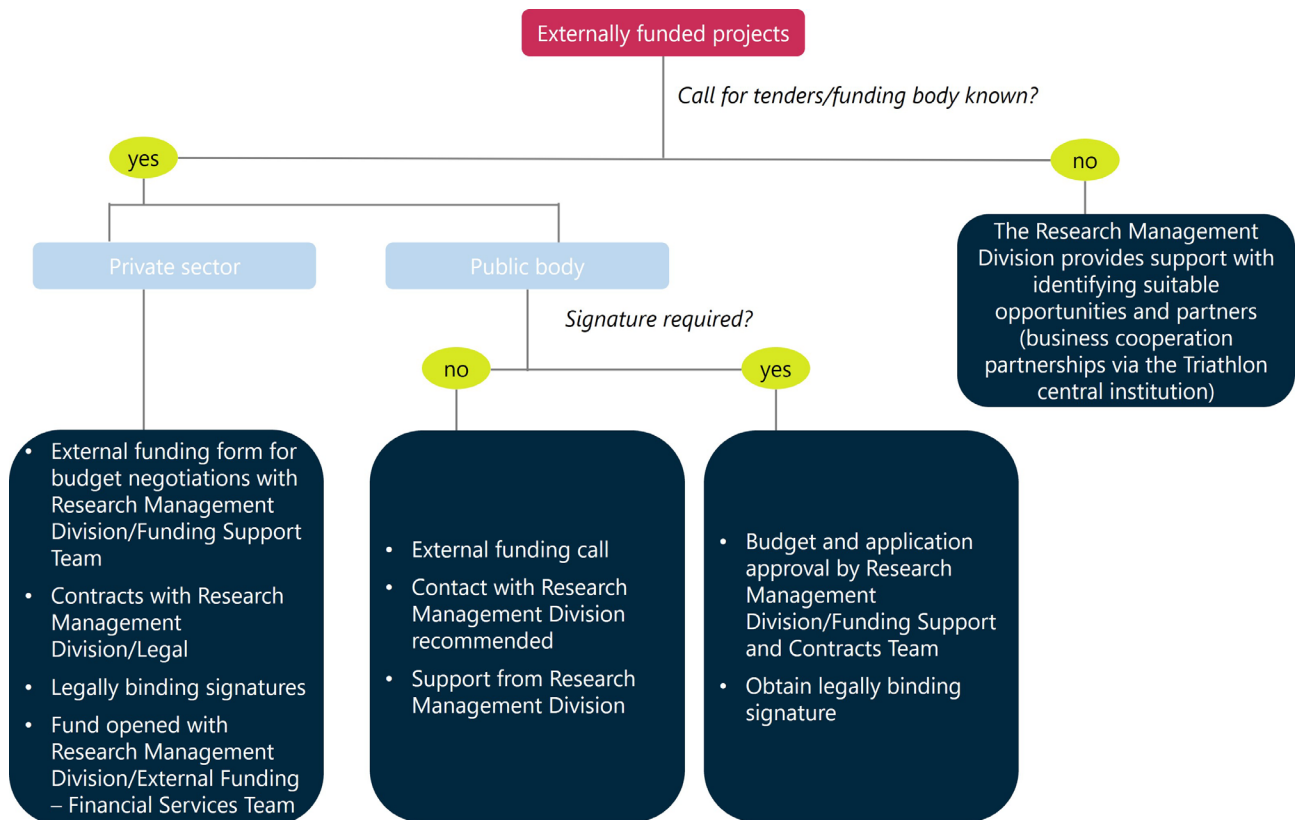 Externally funded projects
Call for tenders/funding body known?
yes
no
Private sector
Public body
The Research Management
Division provides support with
identifying suitable
opportunities and partners
(business cooperation
partnerships via the Triathlon
central institution)
Signature required?
no
yes
• External funding form for
budget negotiations with
Research Management
Division/Funding Support
Team
• Contracts with Research
Management
Division/Legal
• Legally binding signatures
• Fund opened with
Research Management
Division/External Funding
– Financial Services Team
• External funding call
• Contact with Research
Management Division
recommended
• Support from Research
Management Division
• Budget and application
approval by Research
Management
Division/Funding Support
and Contracts Team
• Obtain legally binding
signature